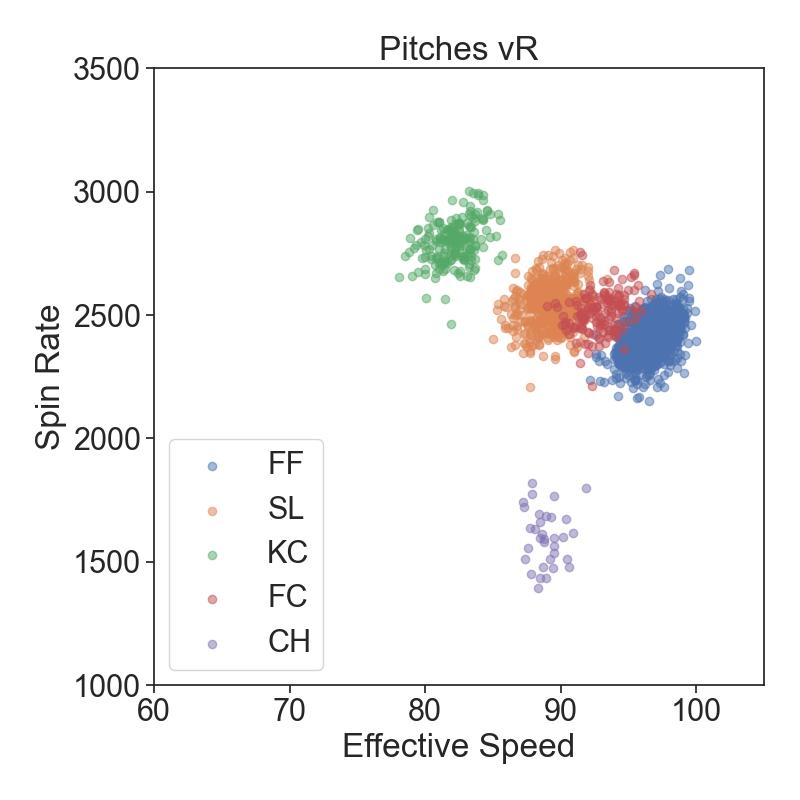 Pitches vR
3500
3000
2500
2000
1500
1000
Spin Rate
FF
SL
KC
FC
CH
60 70 80 90 100
Effective Speed